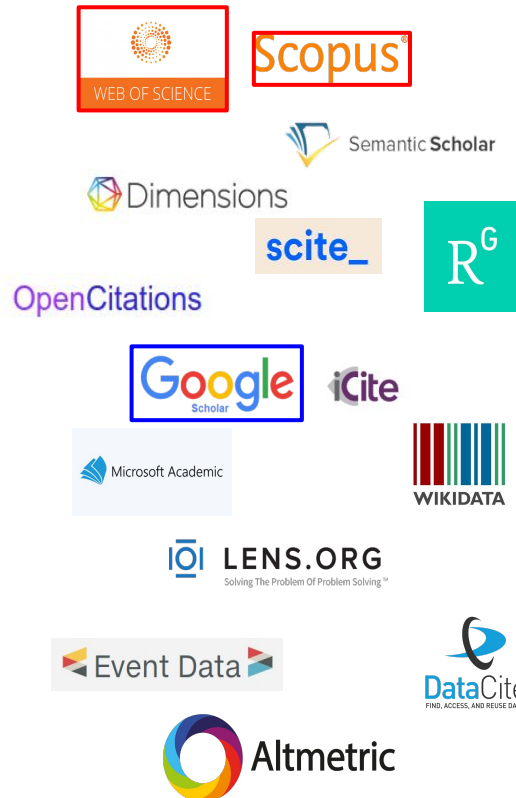 WEB OF SCIENCE
Scopus®
Semantic Scholar
Dimensions
scite_
RG
OpenCitations
Google
Scholar
iCite
Microsoft Academic
WIKIDATA
LENS.ORG
Solving The Problem Of Problem Solving™
Event Data
DataCite
FIND, ACCESS, AND REUSE DA
Altmetric